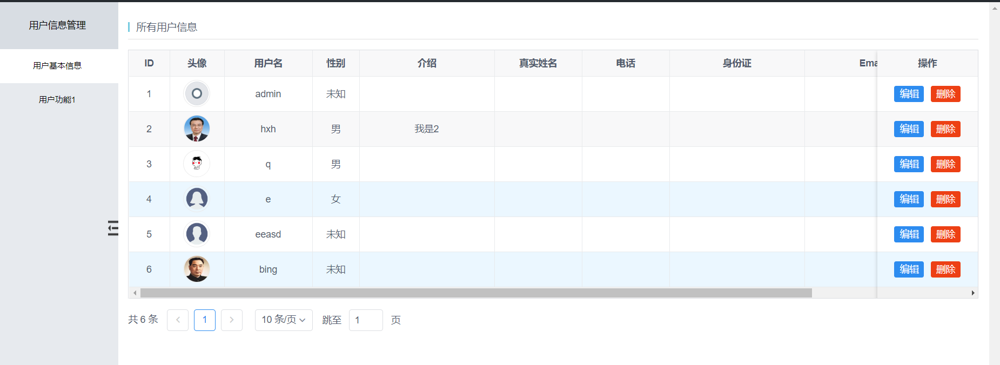 用户信息管理
用户基本信息
用户功能1
所有用户信息
ID 头像 用户名 性别 介绍 真实姓名 电话 身份证 Ema 操作
1 admin 未知 编辑 删除
2 hxh 男 我是2 编辑 删除
3 q 男 编辑 删除
4 e 女 编辑 删除
5 eeasd 未知 编辑 删除
6 bing 未知 编辑 删除
共 6 条 1 10 条/页 跳至 1 页